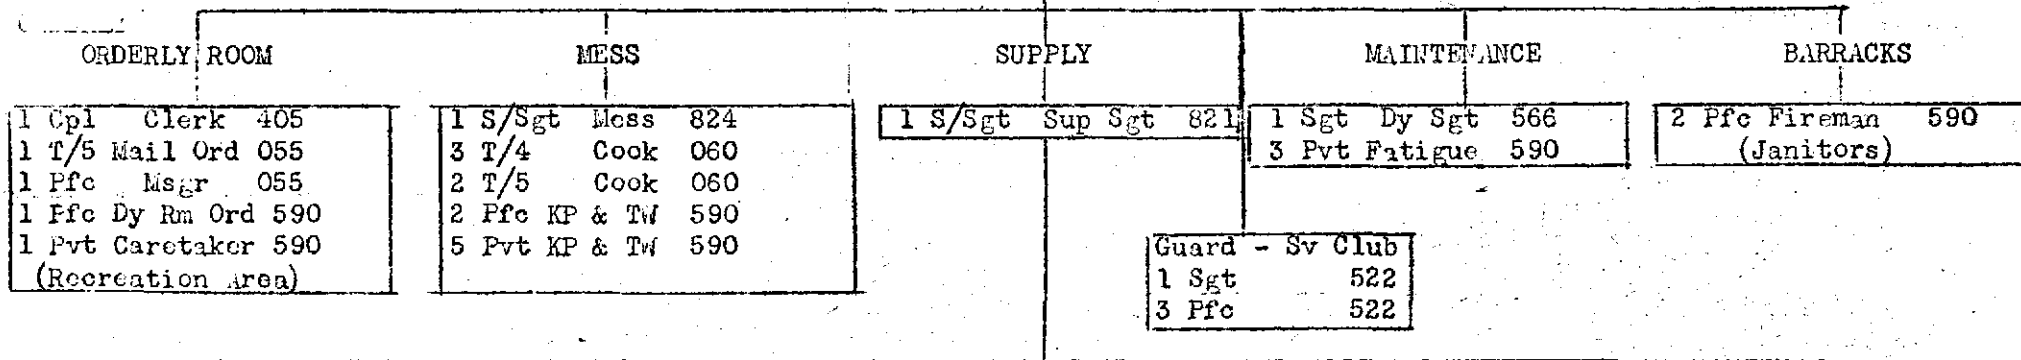 ORDERLY ROOM
1 Cpl Clerk 405
1 T/5 Mail Ord 055
1 Pfc Msgr 055
1 Pfc Dy Rm Ord 590
1 Pvt Caretaker 590
(Recreation Area)
MESS
1 S/Sgt Mess 824
3 T/4 Cook 060
2 T/5 Cook 060
2 Pfc KP & TW 590
5 Pvt KP & TW 590
SUPPLY
1 S/Sgt Sup Sgt 821
MAINTENANCE
1 Sgt Dy Sgt 566
3 Pvt Fatigue 590
BARRACKS
2 Pfc Fireman 590
(Janitors)
Guard - Sv Club
1 Sgt 522
3 Pfc 522